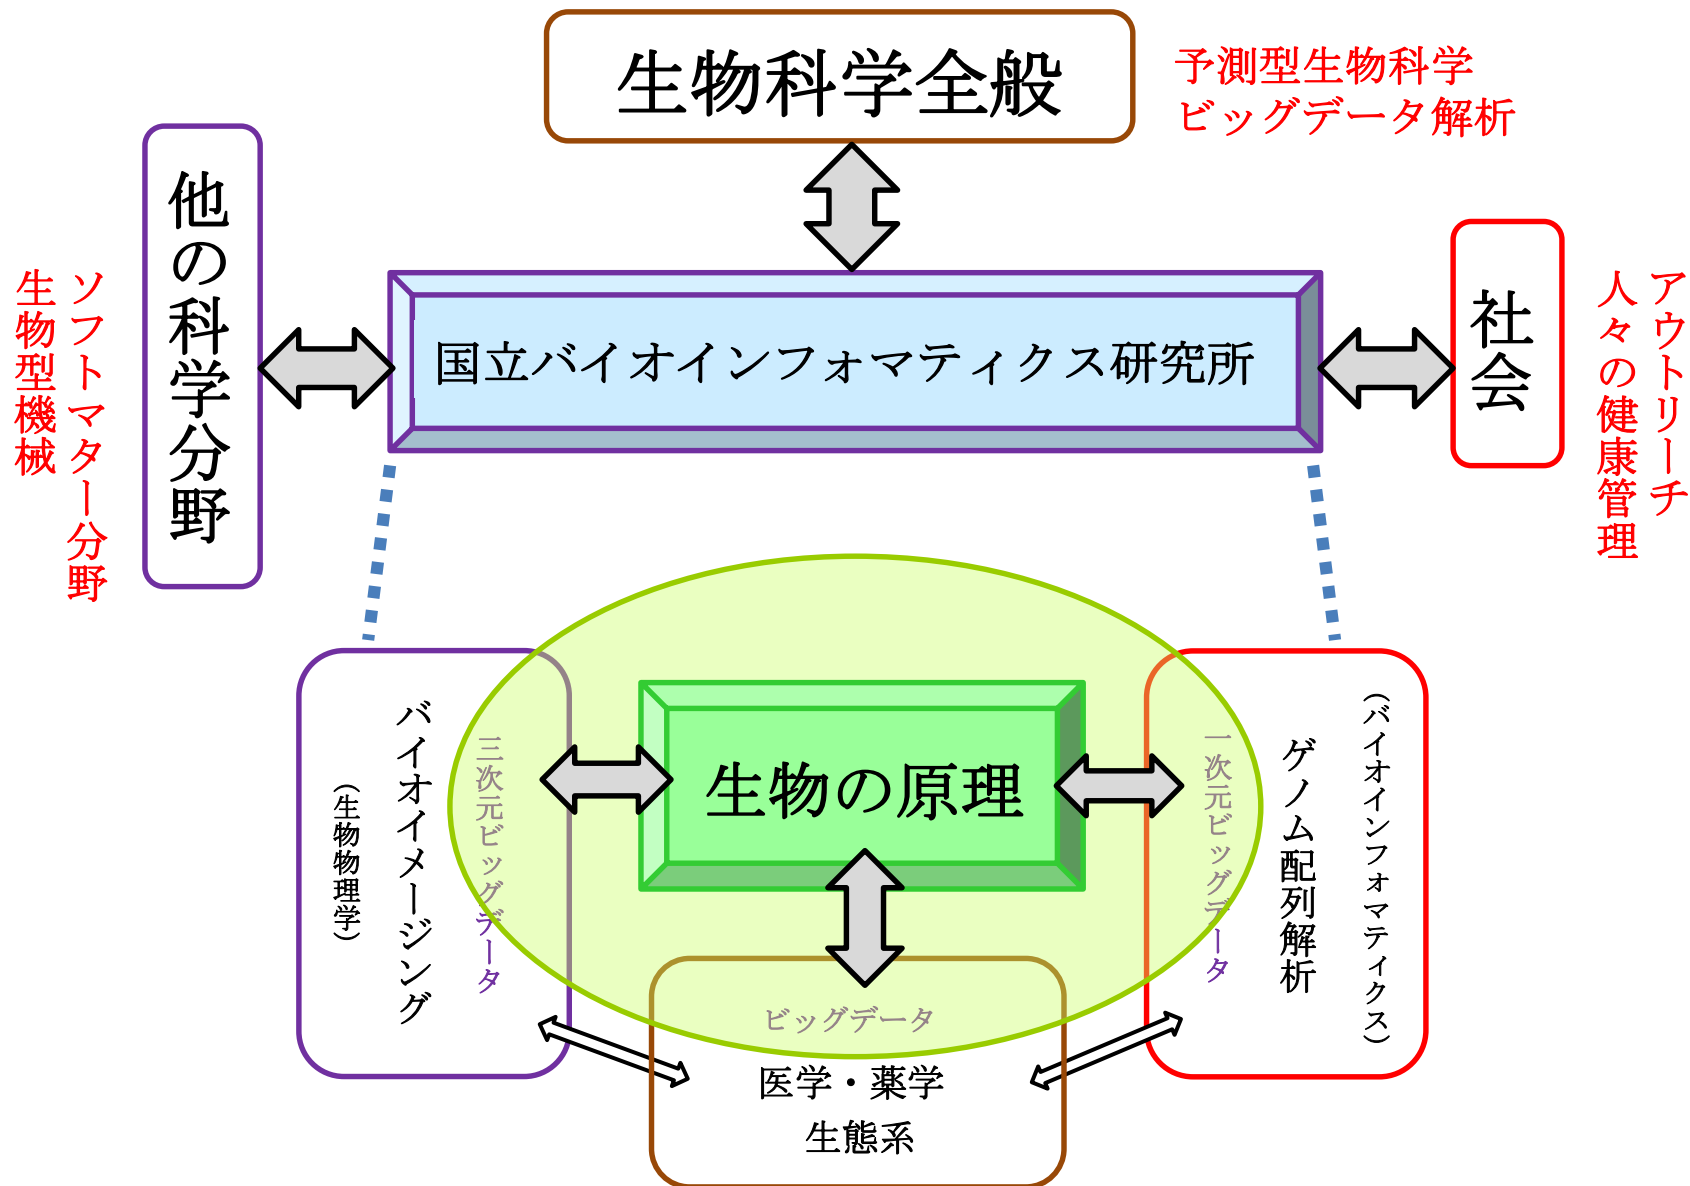 生物科学全般
予測型生物科学
ビッグデータ解析
他の科学分野
ソフトマター分野
生物型機械
国立バイオインフォマティクス研究所
社会
アウトリーチ
人々の健康管理
生物の原理
三次元ビッグデータ
バイオイメージング
（生物物理学）
（バイオインフォマティクス）
ゲノム配列解析
一次元ビッグデータ
ビッグデータ
医学・薬学
生態系